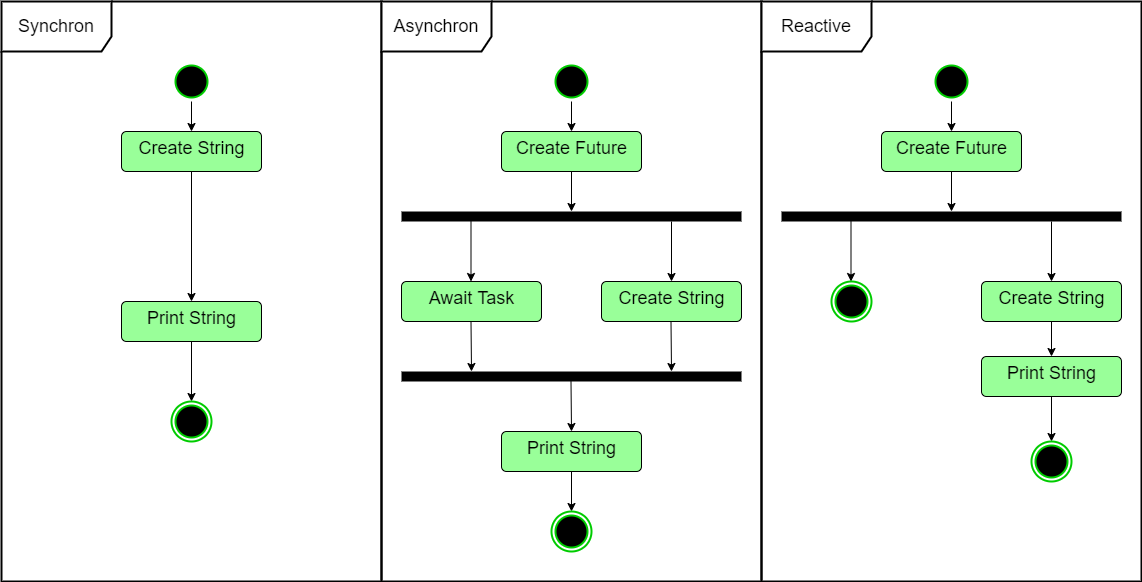 Synchron
Create String
Print String
Asynchron
Create Future
Await Task
Create String
Print String
Reactive
Create Future
Create String
Print String